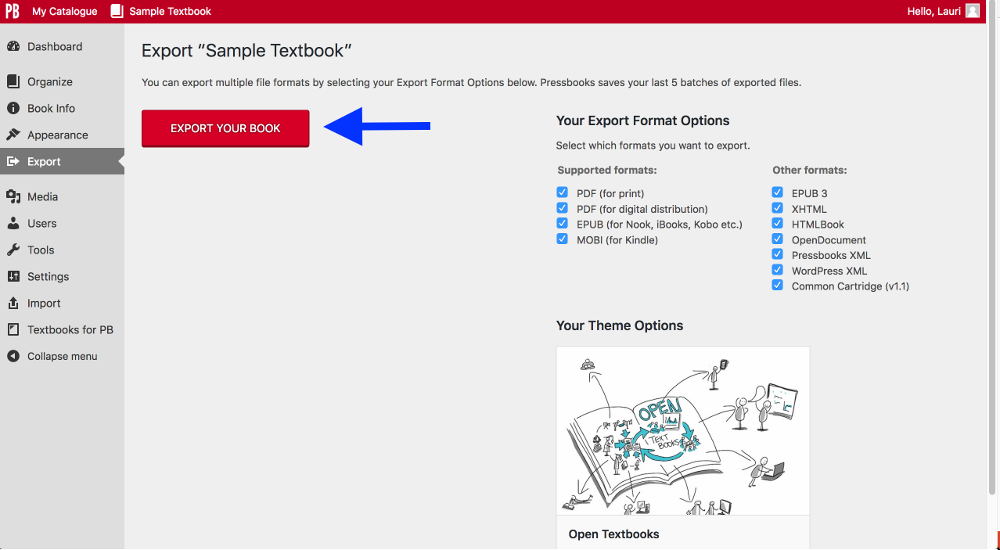 PB My Catalogue Sample Textbook Hello, Lauri
Dashboard
Organize
Book Info
Appearance
Export
Media
Users
Tools
Settings
Import
Textbooks for PB
Collapse menu
Export “Sample Textbook”
You can export multiple file formats by selecting your Export Format Options below. Pressbooks saves your last 5 batches of exported files.
EXPORT YOUR BOOK
Your Export Format Options
Select which formats you want to export.
Supported formats:
PDF (for print)
PDF (for digital distribution)
EPUB (for Nook, iBooks, Kobo etc.)
MOBI (for Kindle)
Other formats:
EPUB 3
XHTML
HTMLBook
OpenDocument
Pressbooks XML
WordPress XML
Common Cartridge (v1.1)
Your Theme Options
OPEN
TEXT
BOOKS
Open Textbooks